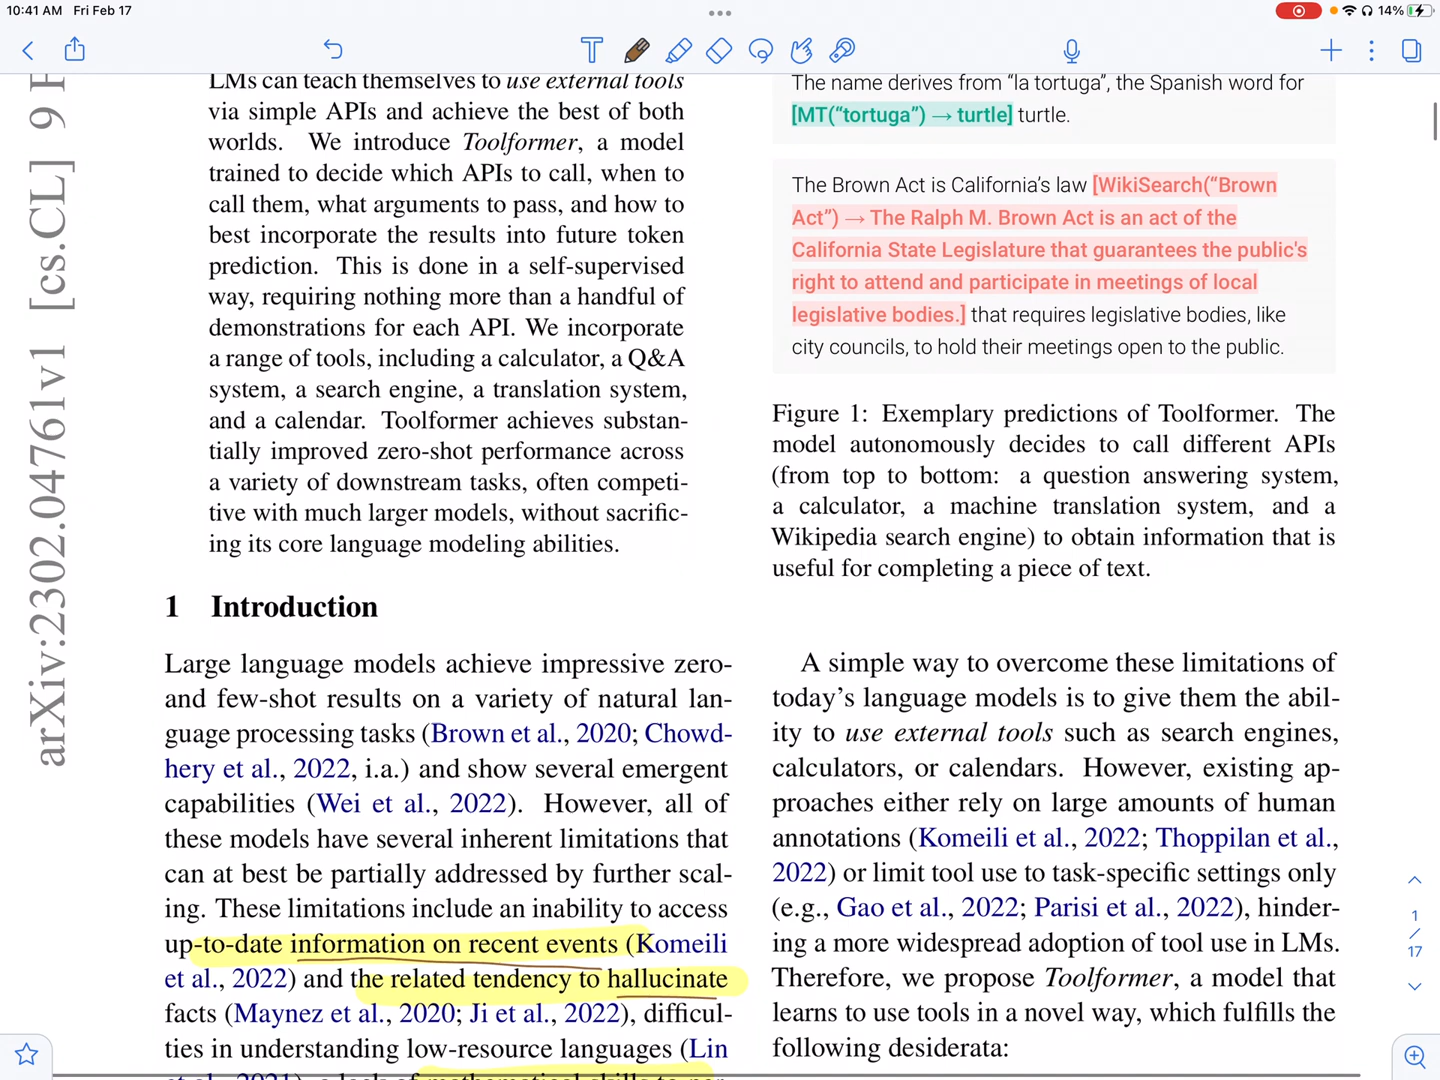 10:41 AM Fri Feb 17
14%
arXiv:2302.04761v1 [cs.CL] 9 F
LMs can teach themselves to use external tools
via simple APIs and achieve the best of both
worlds. We introduce Toolformer, a model
trained to decide which APIs to call, when to
call them, what arguments to pass, and how to
best incorporate the results into future token
prediction. This is done in a self-supervised
way, requiring nothing more than a handful of
demonstrations for each API. We incorporate
a range of tools, including a calculator, a Q&A
system, a search engine, a translation system,
and a calendar. Toolformer achieves substan-
tially improved zero-shot performance across
a variety of downstream tasks, often competi-
tive with much larger models, without sacrific-
ing its core language modeling abilities.
1 Introduction
Large language models achieve impressive zero-
and few-shot results on a variety of natural lan-
guage processing tasks (Brown et al., 2020; Chowd-
hery et al., 2022, i.a.) and show several emergent
capabilities (Wei et al., 2022). However, all of
these models have several inherent limitations that
can at best be partially addressed by further scal-
ing. These limitations include an inability to access
up-to-date information on recent events (Komeili
et al., 2022) and the related tendency to hallucinate
facts (Maynez et al., 2020; Ji et al., 2022), difficul-
ties in understanding low-resource languages (Lin
et al., 2021), a lack of mathematical skills to per-
The name derives from “la tortuga”, the Spanish word for
[MT(“tortuga”) → turtle] turtle.
The Brown Act is California’s law [WikiSearch(“Brown
Act”) → The Ralph M. Brown Act is an act of the
California State Legislature that guarantees the public's
right to attend and participate in meetings of local
legislative bodies.] that requires legislative bodies, like
city councils, to hold their meetings open to the public.
Figure 1: Exemplary predictions of Toolformer. The
model autonomously decides to call different APIs
(from top to bottom: a question answering system,
a calculator, a machine translation system, and a
Wikipedia search engine) to obtain information that is
useful for completing a piece of text.
A simple way to overcome these limitations of
today’s language models is to give them the abil-
ity to use external tools such as search engines,
calculators, or calendars. However, existing ap-
proaches either rely on large amounts of human
annotations (Komeili et al., 2022; Thoppilan et al.,
2022) or limit tool use to task-specific settings only
(e.g., Gao et al., 2022; Parisi et al., 2022), hinder-
ing a more widespread adoption of tool use in LMs.
Therefore, we propose Toolformer, a model that
learns to use tools in a novel way, which fulfills the
following desiderata:
1
/
17